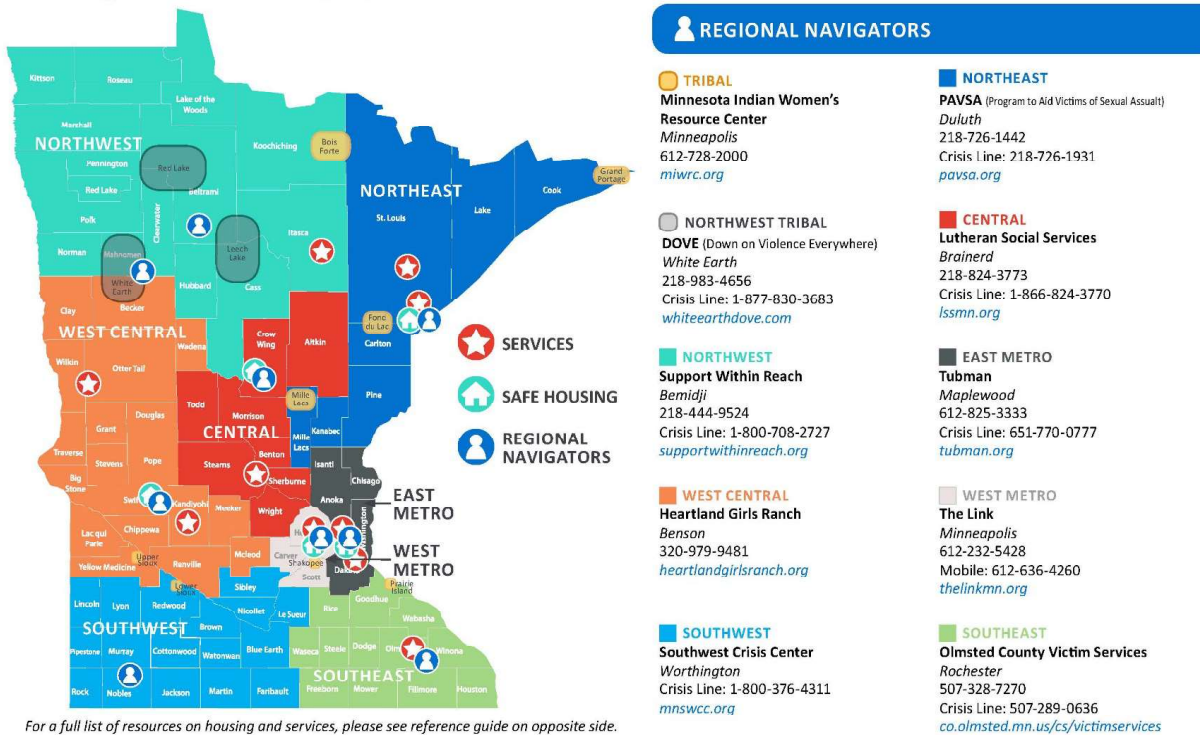 Kittson
Roseau
Lake of the
Woods
Marshall
NORTHWEST
Koochiching
Bois
Forte
Pennington
Red Lake
Red Lake
Beltrami
NORTHEAST
Grand
Portage
Cook
Lake
St. Louis
Polk
Clearwater
Itasca
Norman
Mahnomen
Leech
Lake
White
Earth
Hubbard
Cass
Clay
Becker
WEST CENTRAL
Wadena
Crow
Wing
Aitkin
Fond
du Lac
Carlton
Wilkin
Otter Tail
SERVICES
SAFE HOUSING
REGIONAL
NAVIGATORS
Todd
Morrison
Mille
Lacs
Pine
Douglas
Grant
CENTRAL
Mille
Lacs
Kanabec
Traverse
Stevens
Pope
Stearns
Benton
Isanti
Sherburne
Chisago
Big
Stone
Swift
Kandiyohi
Meeker
Wright
Anoka
EAST
METRO
Chippewa
Lac qui
Parle
Mcleod
Carver
WEST
METRO
Yellow Medicine
Upper
Sioux
Ranville
Shakopee
Scott
Lower
Sioux
Sibley
Prairie
Island
Lincoln
Lyon
Redwood
Nicollet
Le Sueur
Rice
Goodhue
Wabasha
SOUTHWEST
Brown
Pipestone
Murray
Cottonwood
Watonwan
Blue Earth
Waseca
Steele
Dodge
Winona
SOUTHEAST
Rock
Nobles
Jackson
Martin
Faribault
Freeborn
Mower
Fillmore
Houston
For a full list of resources on housing and services, please see reference guide on opposite side.
REGIONAL NAVIGATORS
TRIBAL
Minnesota Indian Women's
Resource Center
Minneapolis
612-728-2000
miwrc.org
NORTHWEST TRIBAL
DOVE (Down on Violence Everywhere)
White Earth
218-983-4656
Crisis Line: 1-877-830-3683
whiteearthdove.com
NORTHWEST
Support Within Reach
Bemidji
218-444-9524
Crisis Line: 1-800-708-2727
supportwithinreach.org
WEST CENTRAL
Heartland Girls Ranch
Benson
320-979-9481
heartlandgirlsranch.org
SOUTHWEST
Southwest Crisis Center
Worthington
Crisis Line: 1-800-376-4311
mnswcc.org
NORTHEAST
PAVSA (Program to Aid Victims of Sexual Assualt)
Duluth
218-726-1442
Crisis Line: 218-726-1931
pavsa.org
CENTRAL
Lutheran Social Services
Brainerd
218-824-3773
Crisis Line: 1-866-824-3770
lssmn.org
EAST METRO
Tubman
Maplewood
612-825-3333
Crisis Line: 651-770-0777
tubman.org
WEST METRO
The Link
Minneapolis
612-232-5428
Mobile: 612-636-4260
thelinkmn.org
SOUTHEAST
Olmsted County Victim Services
Rochester
507-328-7270
Crisis Line: 507-289-0636
co.olmsted.mn.us/cs/victimservices